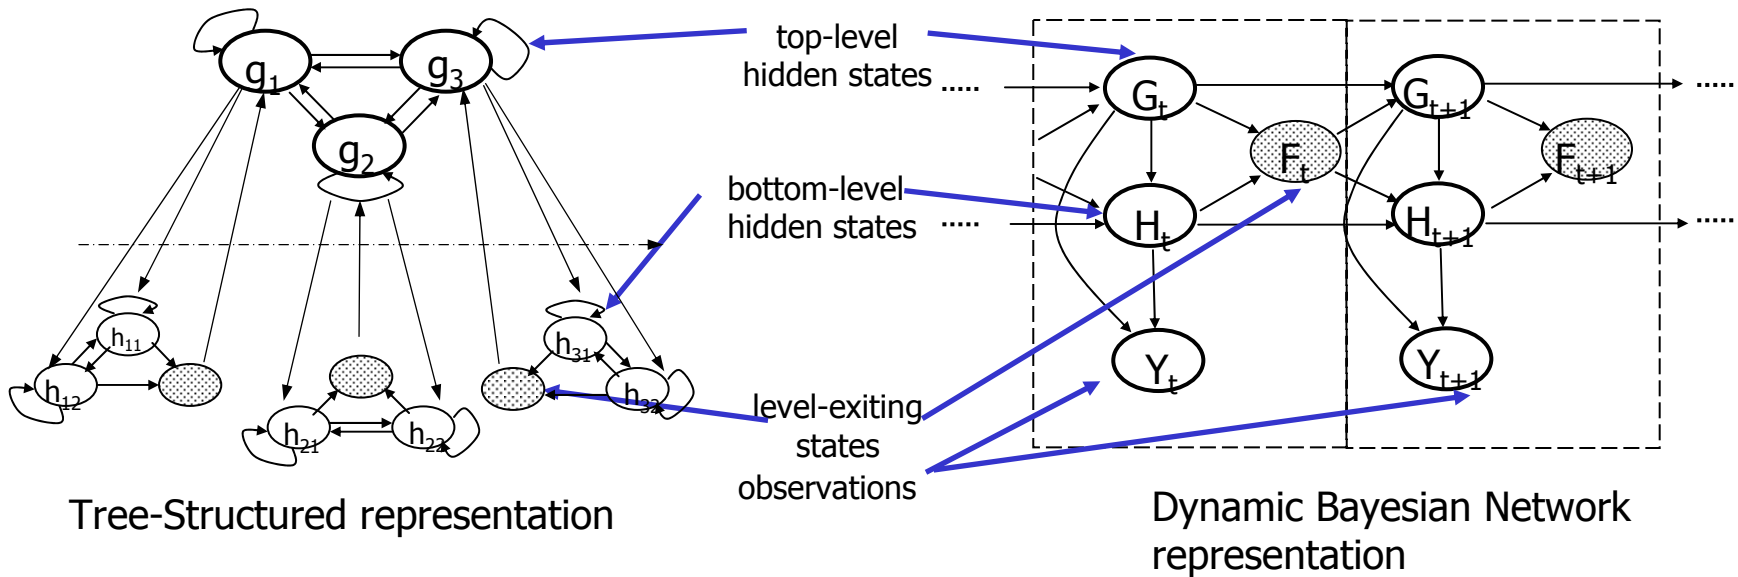 g1
g3
g2
h11
h12
h21
h22
h31
h32
Tree-Structured representation
top-level
hidden states
bottom-level
hidden states
level-exiting
states
observations
.....
.....
Gt
Ft
Ht
Yt
Gt+1
Ft+1
Ht+1
Yt+1
.....
.....
Dynamic Bayesian Network
representation